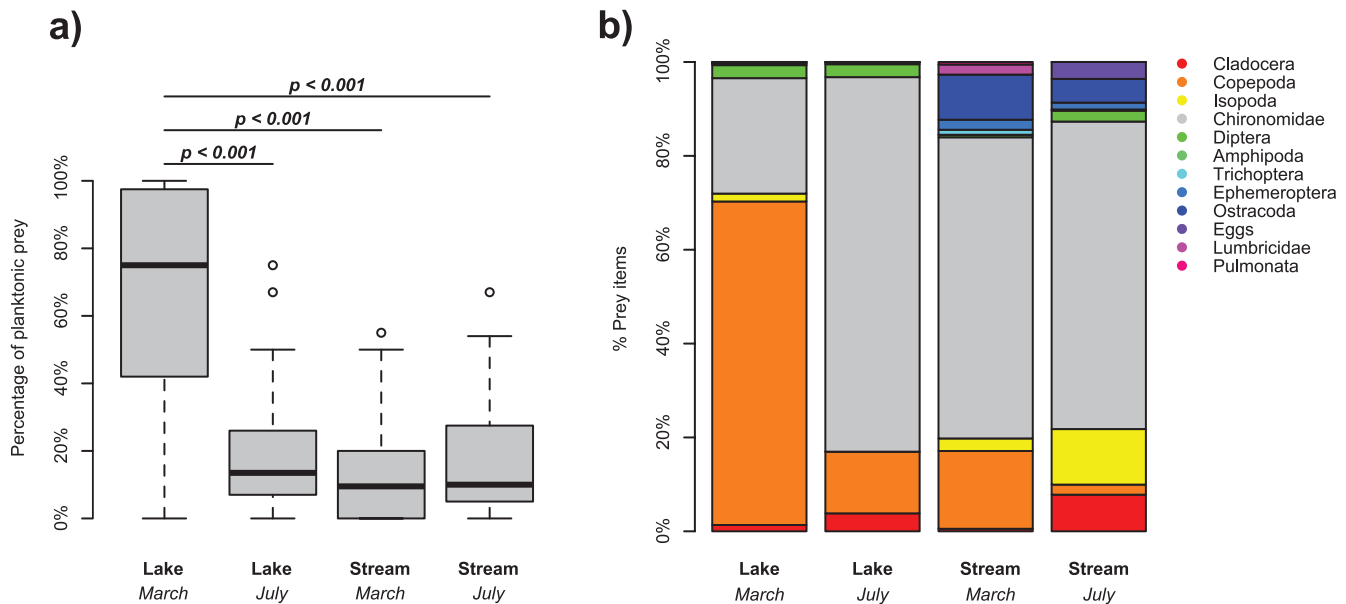 a)
p < 0.001
p < 0.001
p < 0.001
Percentage of planktonic prey
100%
80%
60%
40%
20%
0%
Lake
March
Lake
July
Stream
March
Stream
July
b)
% Prey items
100%
80%
60%
40%
20%
0%
Lake
March
Lake
July
Stream
March
Stream
July
Cladocera
Copepoda
Isopoda
Chironomidae
Diptera
Amphipoda
Trichoptera
Ephemeroptera
Ostracoda
Eggs
Lumbricidae
Pulmonata